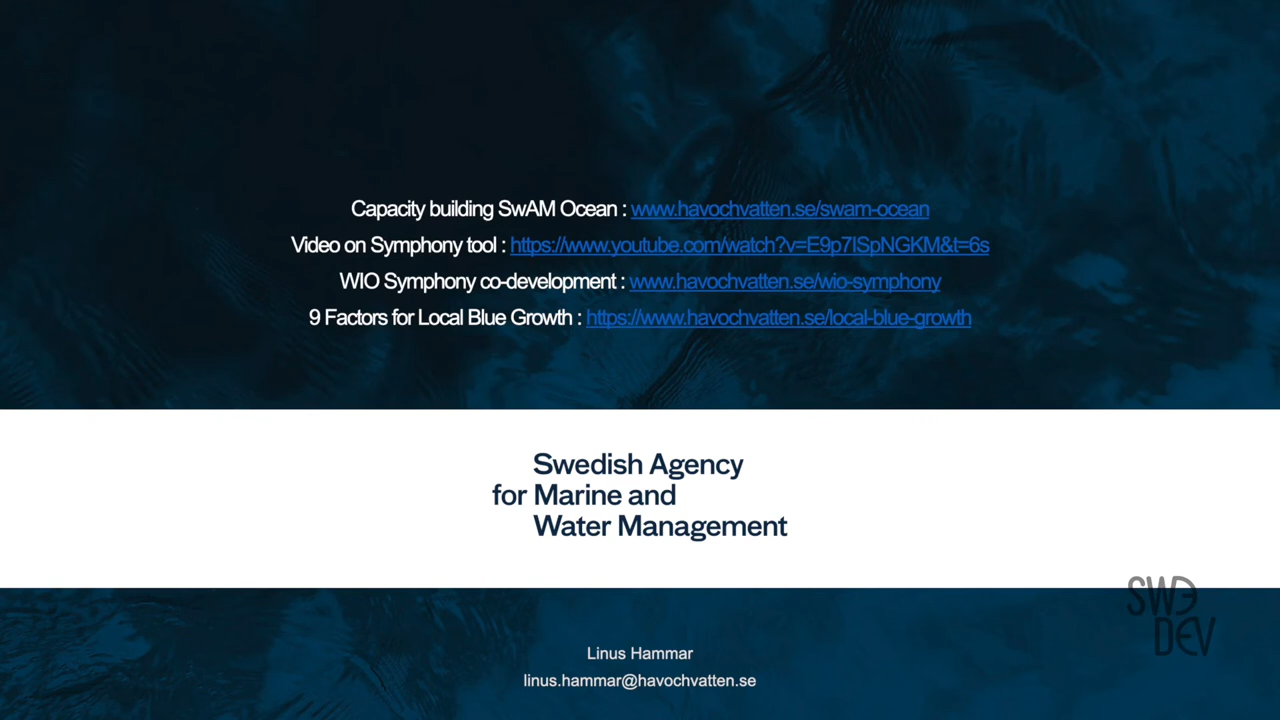 Capacity building SwAM Ocean : www.havochvatten.se/swam-ocean
Video on Symphony tool : https://www.youtube.com/watch?v=E9p7ISpNGKM&t=6s
WIO Symphony co-development : www.havochvatten.se/wio-symphony
9 Factors for Local Blue Growth : https://www.havochvatten.se/local-blue-growth
Swedish Agency
for Marine and
Water Management
SWE
DEV
Linus Hammar
linus.hammar@havochvatten.se